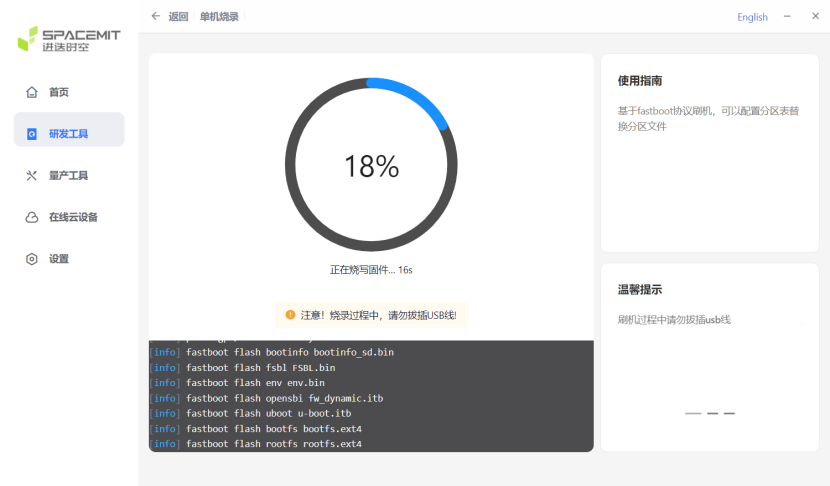 SPACEMIT
进迭时空
首页
研发工具
量产工具
在线云设备
设置
返回 单机烧录
English
18%
正在烧写固件... 16s
注意！烧录过程中，请勿拔插USB线!
[info] fastboot flash bootinfo bootinfo_sd.bin
[info] fastboot flash fsbl FSBL.bin
[info] fastboot flash env env.bin
[info] fastboot flash opensbi fw_dynamic.itb
[info] fastboot flash uboot u-boot.itb
[info] fastboot flash bootfs bootfs.ext4
[info] fastboot flash rootfs rootfs.ext4
使用指南
基于fastboot协议刷机，可以配置分区表替
换分区文件
温馨提示
刷机过程中请勿拔插usb线